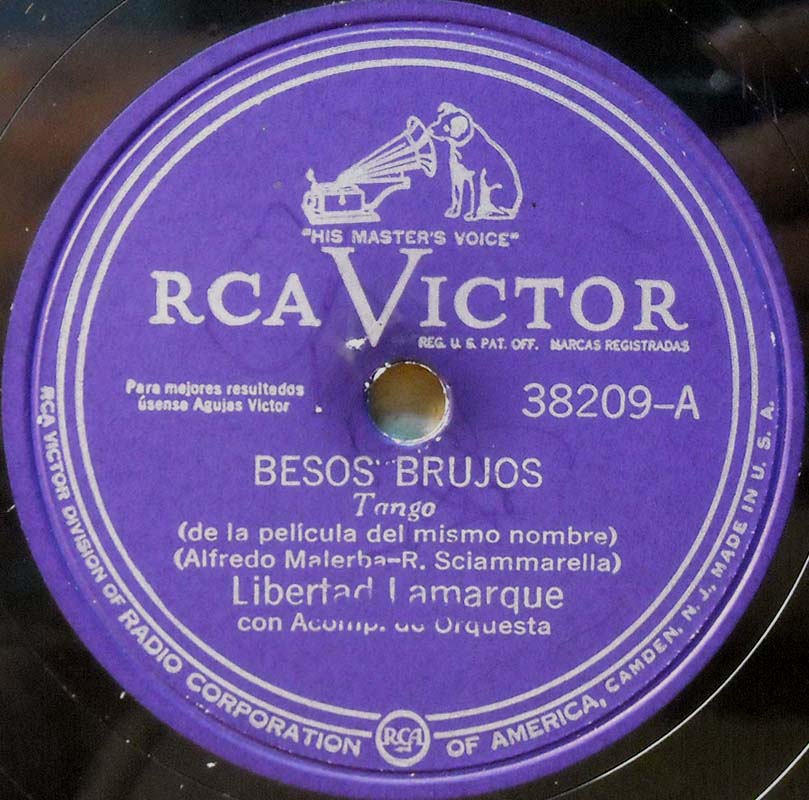 "HIS MASTER'S VOICE"
RCA VICTOR
REG. U. S. PAT. OFF. MARCAS REGISTRADAS
Para mejores resultados
úsense Agujas Victor
38209-A
BESOS BRUJOS
Tango
(de la película del mismo nombre)
(Alfredo Malerba-R. Sciammarella)
Libertad Lamarque
con Acomp. de Orquesta
RCA VICTOR DIVISION OF RADIO CORPORATION OF AMERICA, CAMDEN, N. J., MADE IN U. S. A.
RCA